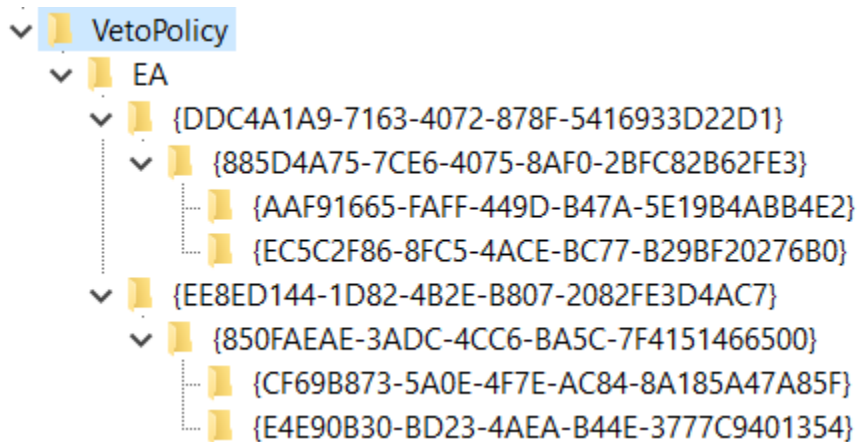 VetoPolicy
EA
{DDC4A1A9-7163-4072-878F-5416933D22D1}
{885D4A75-7CE6-4075-8AF0-2BFC82B62FE3}
{AAF91665-FAFF-449D-B47A-5E19B4ABB4E2}
{EC5C2F86-8FC5-4ACE-BC77-B29BF20276B0}
{EE8ED144-1D82-4B2E-B807-2082FE3D4AC7}
{850FAEAE-3ADC-4CC6-BA5C-7F4151466500}
{CF69B873-5A0E-4F7E-AC84-8A185A47A85F}
{E4E90B30-BD23-4AEA-B44E-3777C9401354}